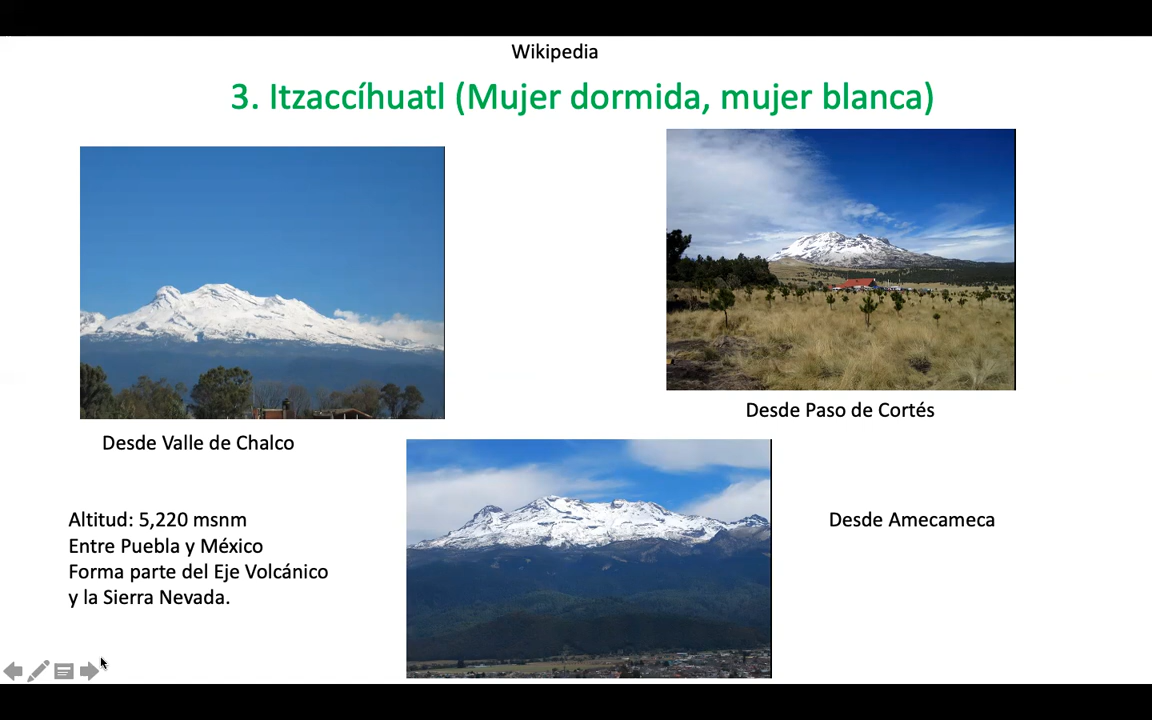 Wikipedia
3. Itzaccíhuatl (Mujer dormida, mujer blanca)
Desde Paso de Cortés
Desde Valle de Chalco
Altitud: 5,220 msnm
Entre Puebla y México
Forma parte del Eje Volcánico
y la Sierra Nevada.
Desde Amecameca